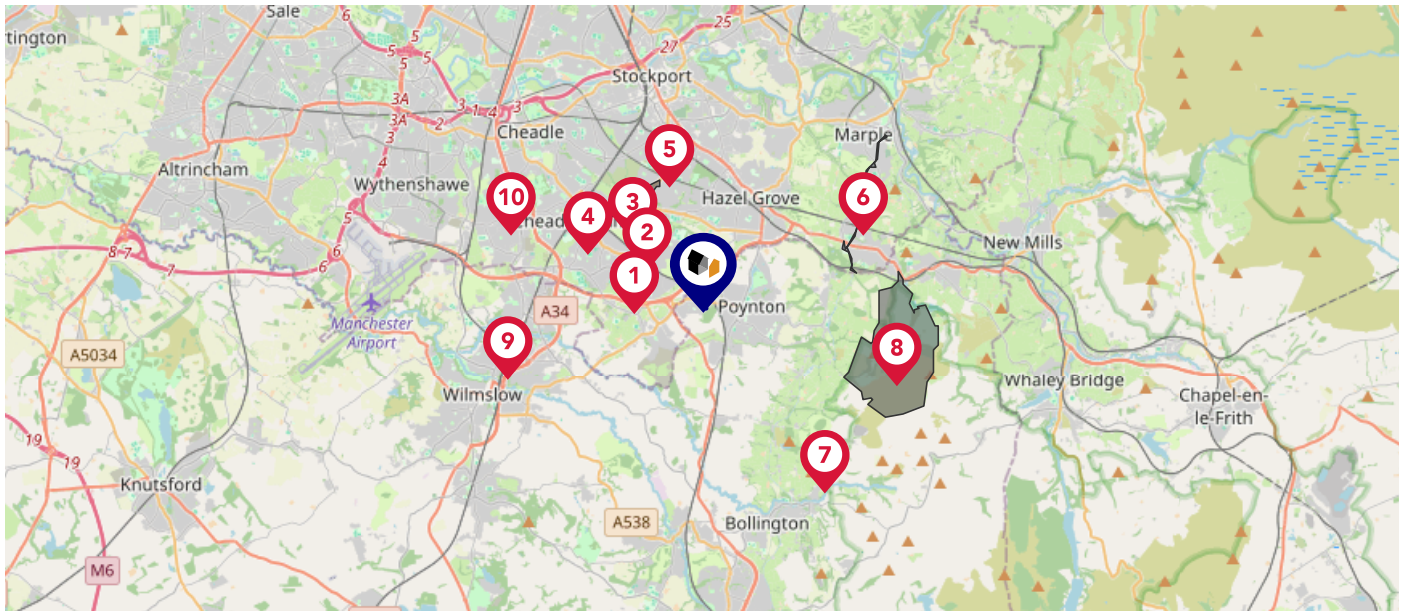 Sale
6
25
rtington
5
5
5
5
27
Stockport
3A
3
1
4
3
3A
2
Cheadle
Marple
3
5
4
Altrincham
Wythenshawe
10
3
6
Hazel Grove
5
4
Chead
2
8
7
6
New Mills
7
6
1
Manchester
Airport
A34
Poynton
9
8
A5034
Wilmslow
Whaley Bridge
Chapel-en-
le-Frith
19
19
7
Knutsford
A538
Bollington
M6